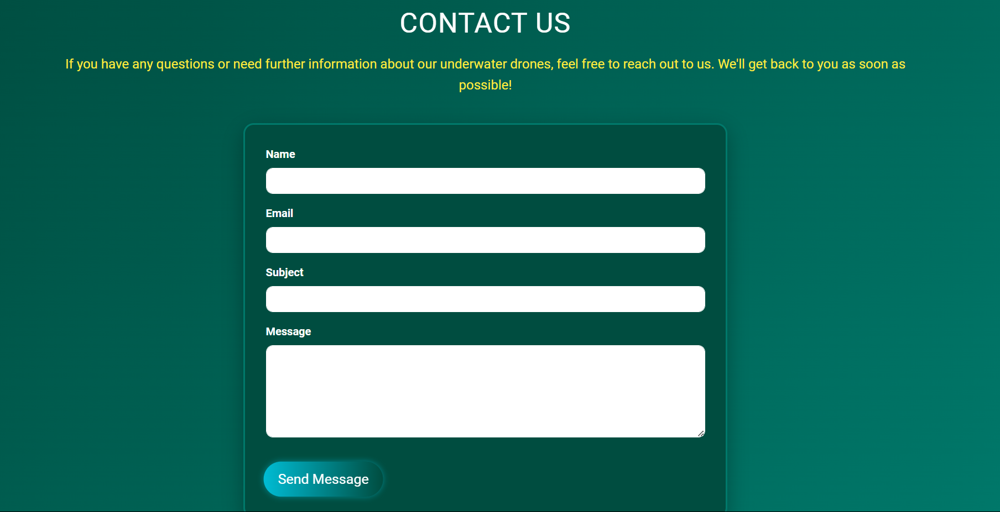 CONTACT US
If you have any questions or need further information about our underwater drones, feel free to reach out to us. We'll get back to you as soon as
possible!
Name
Email
Subject
Message
Send Message